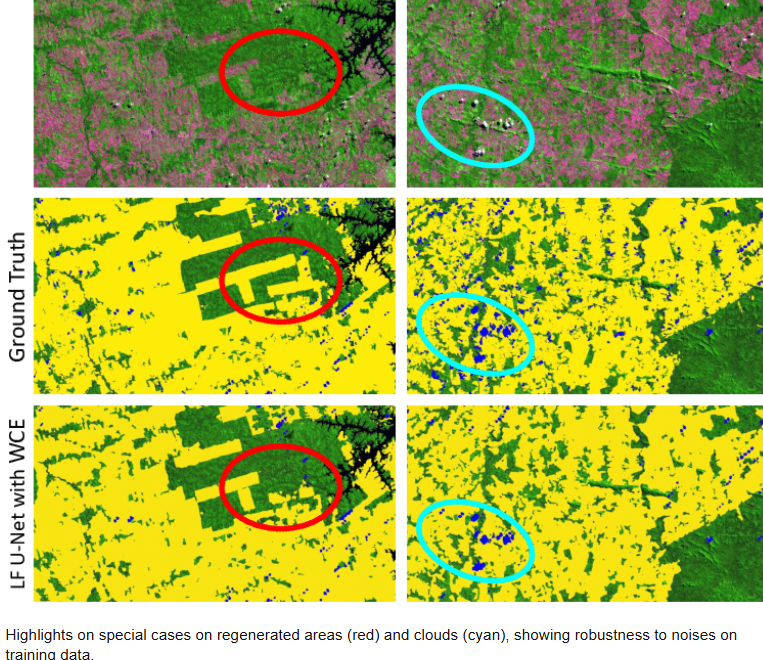 Ground Truth
LF U-Net with WCE
Highlights on special cases on regenerated areas (red) and clouds (cyan), showing robustness to noises on
training data.